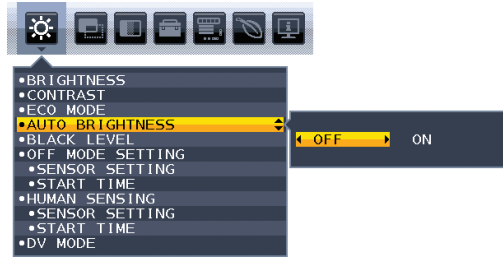 •BRIGHTNESS
•CONTRAST
•ECO MODE
•AUTO BRIGHTNESS
OFF ON
•BLACK LEVEL
•OFF MODE SETTING
•SENSOR SETTING
•START TIME
•HUMAN SENSING
•SENSOR SETTING
•START TIME
•DV MODE